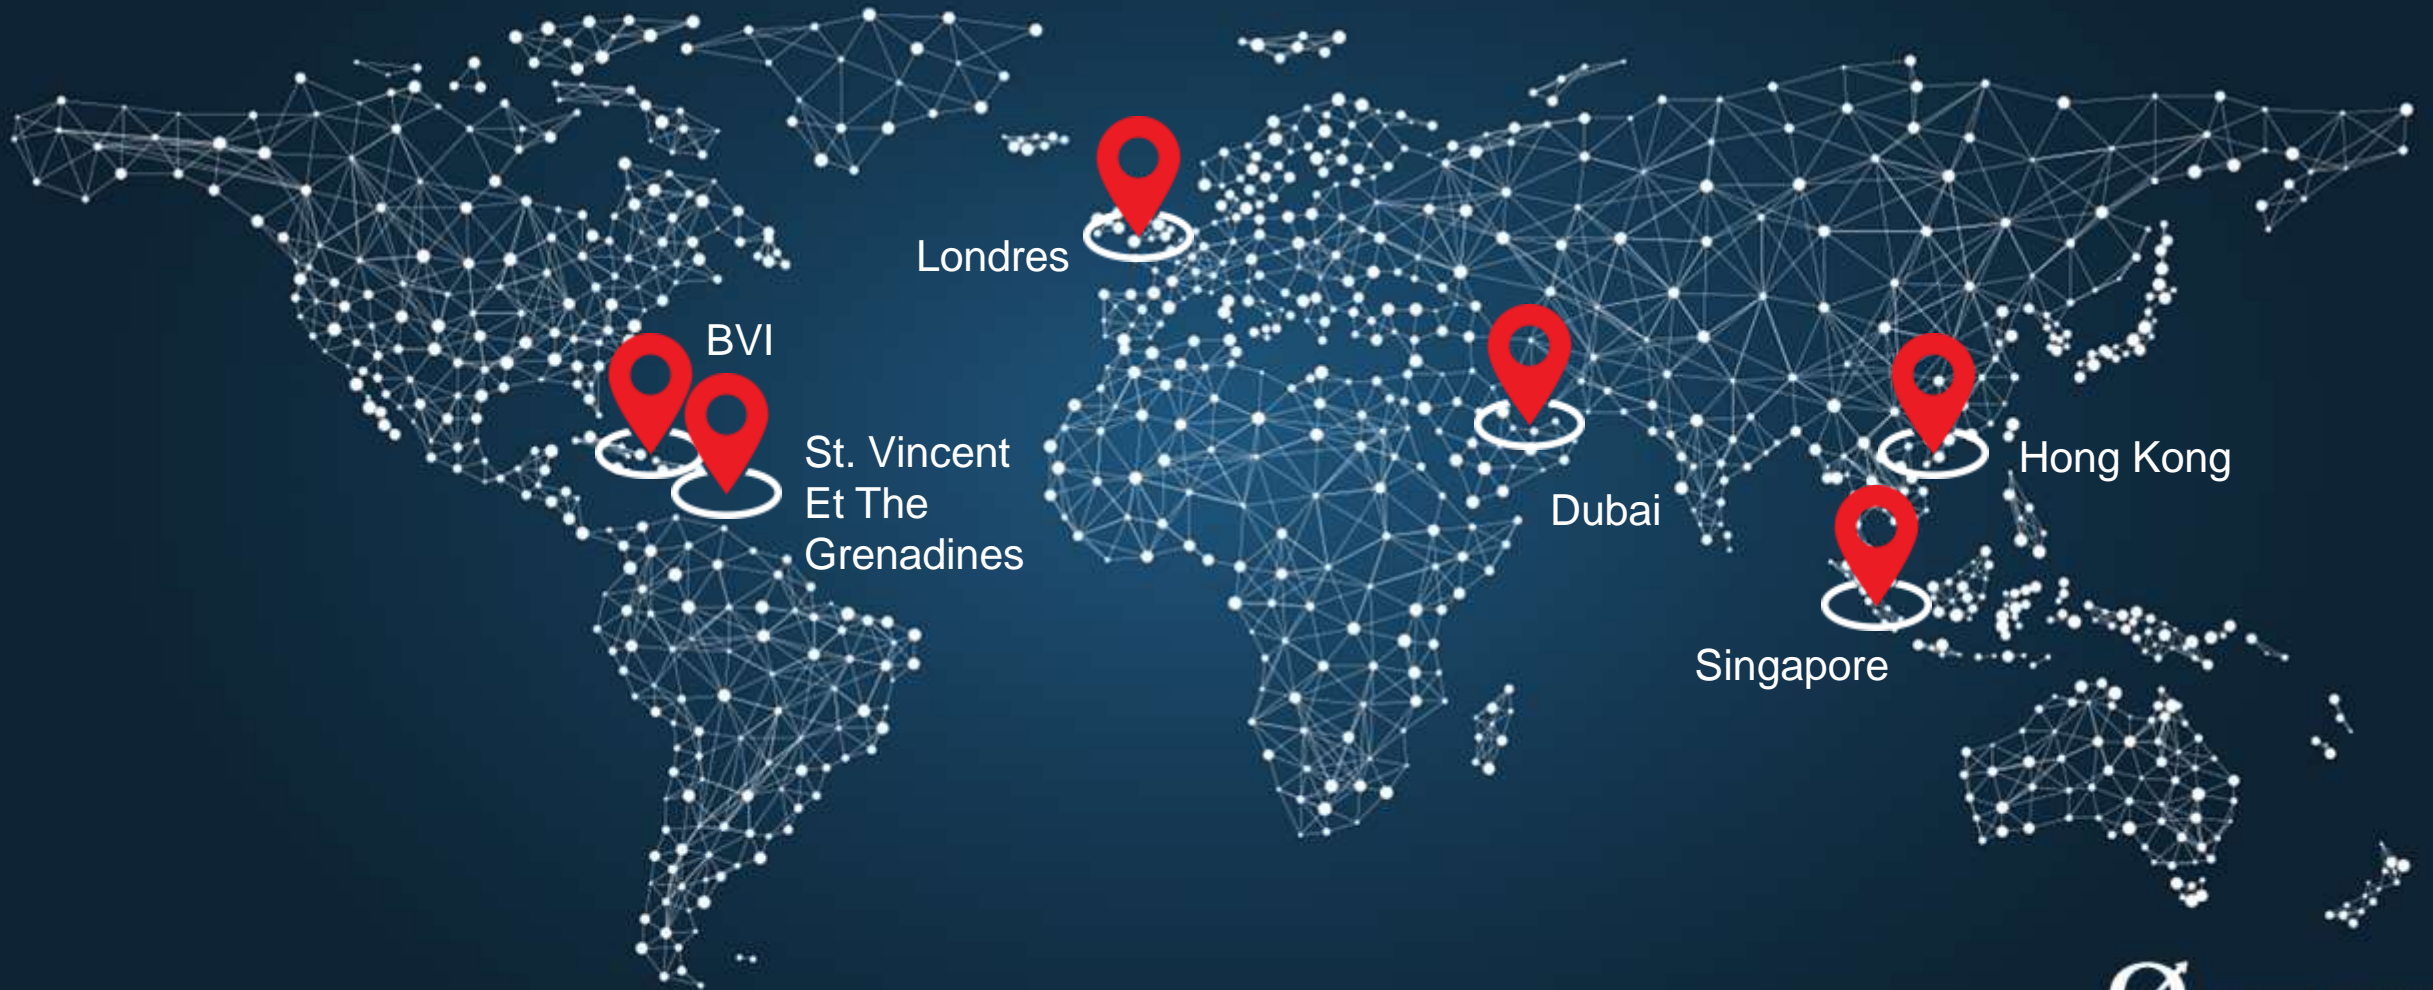 Londres
BVI
St. Vincent
Et The
Grenadines
Dubai
Hong Kong
Singapore